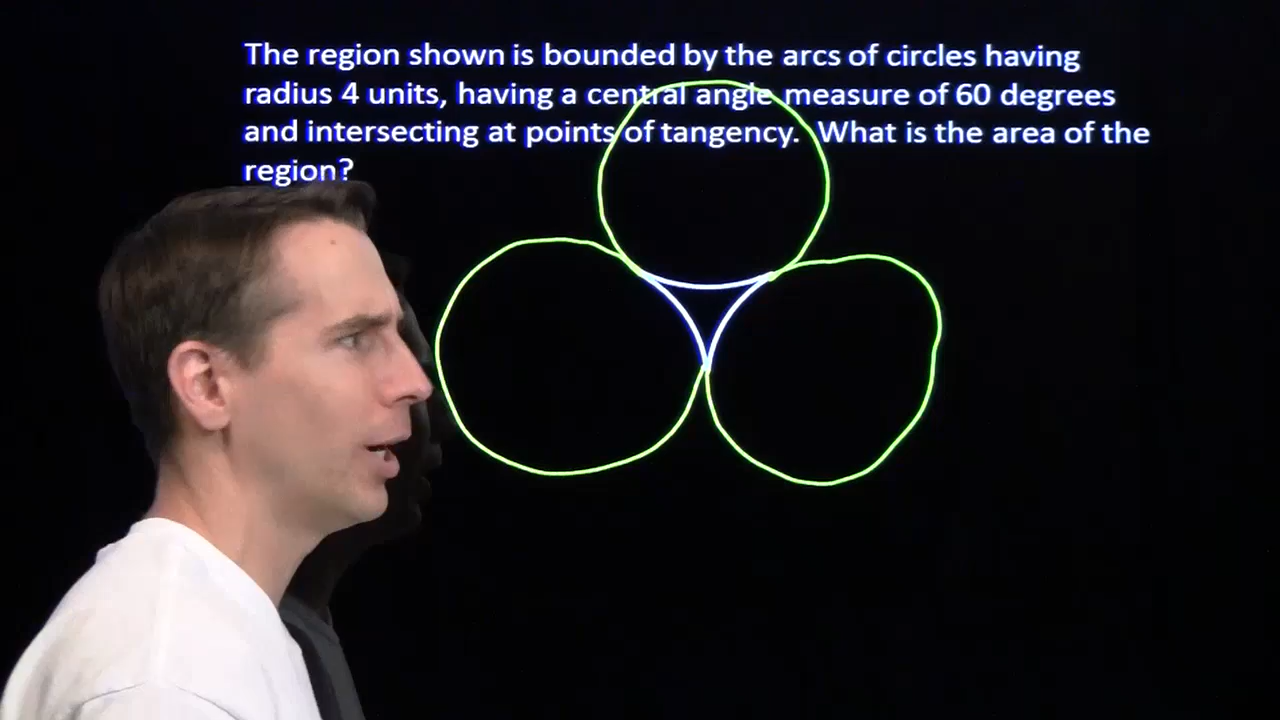 The region shown is bounded by the arcs of circles having
radius 4 units, having a central angle measure of 60 degrees
and intersecting at points of tangency.  What is the area of the
region?